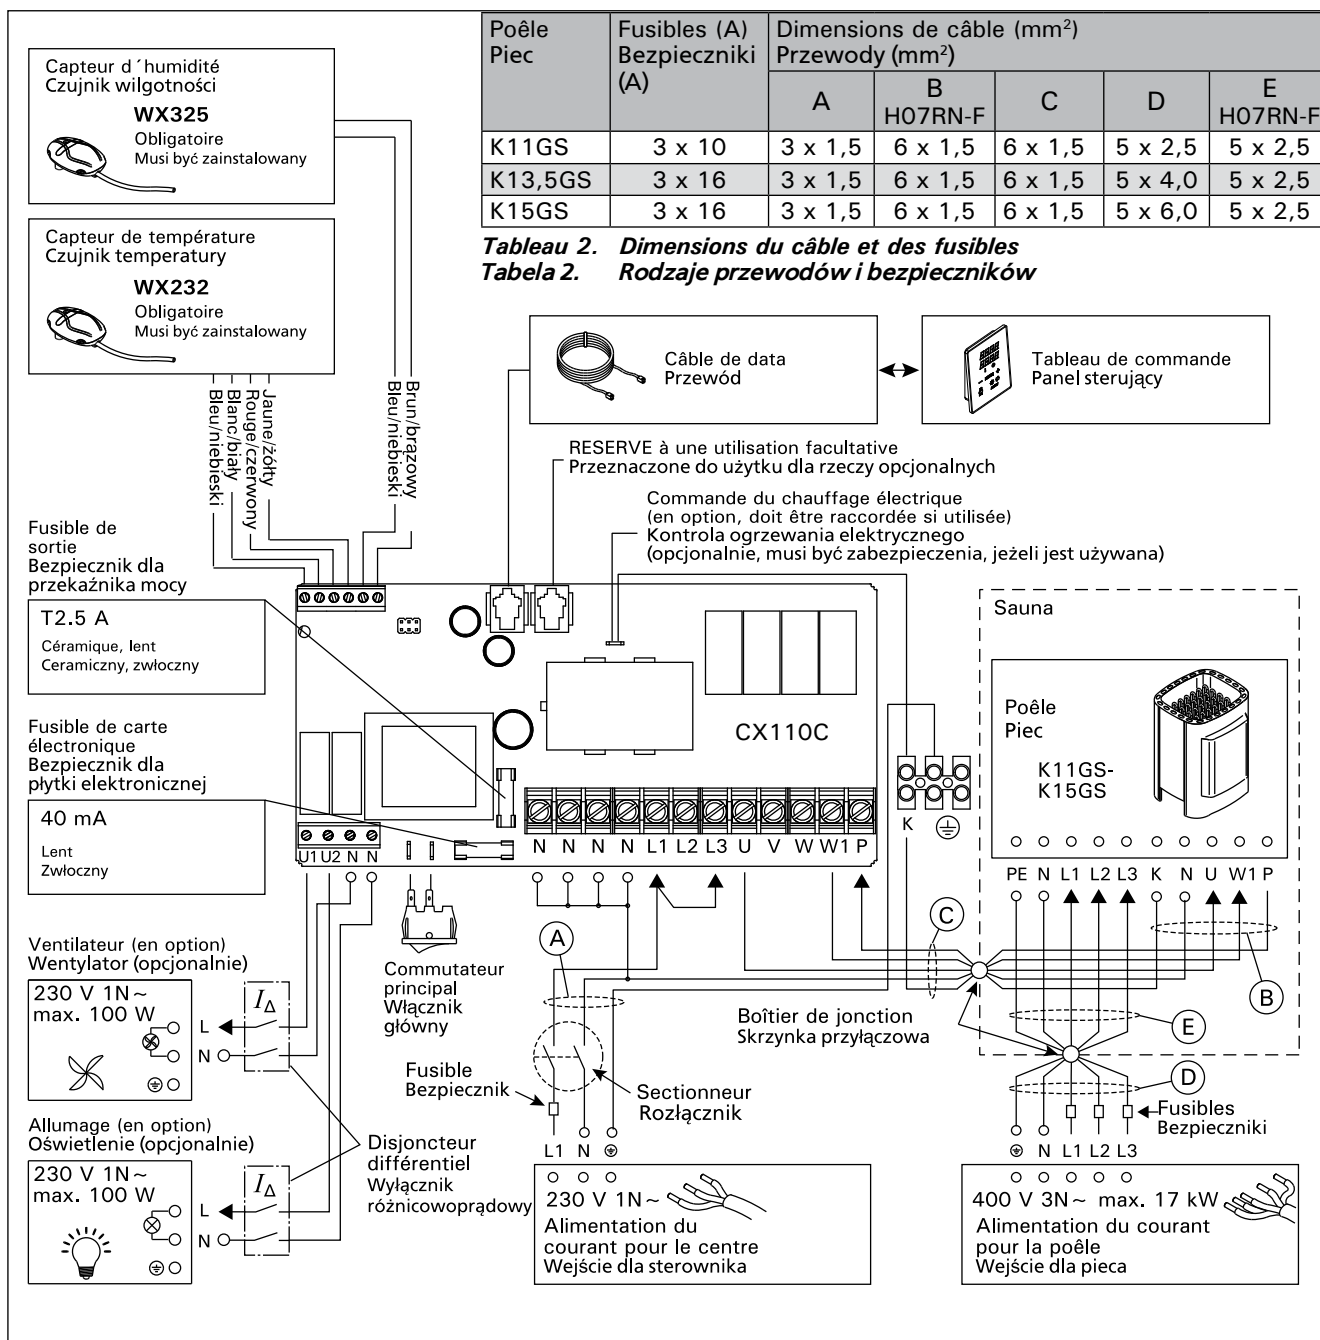 Poêle
Piec
Fusibles (A)
Bezpieczniki
(A)
Dimensions de câble (mm²)
Przewody (mm²)
A
B
H07RN-F
C
D
E
H07RN-F
K11GS 3 x 10 3 x 1,5 6 x 1,5 6 x 1,5 5 x 2,5 5 x 2,5
K13,5GS 3 x 16 3 x 1,5 6 x 1,5 6 x 1,5 5 x 4,0 5 x 2,5
K15GS 3 x 16 3 x 1,5 6 x 1,5 6 x 1,5 5 x 6,0 5 x 2,5
Tableau 2. Dimensions du câble et des fusibles
Tabela 2. Rodzaje przewodów i bezpieczników
Capteur d´humidité
Czujnik wilgotności
WX325
Obligatoire
Musi być zainstalowany
Capteur de température
Czujnik temperatury
WX232
Obligatoire
Musi być zainstalowany
Bleu/niebieski
Blanc/biały
Rouge/czerwony
Jaune/żółty
Bleu/niebieski
Brun/brązowy
Câble de data
Przewód
Tableau de commande
Panel sterujący
RESERVE à une utilisation facultative
Przeznaczone do użytku dla rzeczy opcjonalnych
Commande du chauffage électrique
(en option, doit être raccordée si utilisée)
Kontrola ogrzewania elektrycznego
(opcjonalnie, musi być zabezpieczenia, jeżeli jest używana)
Fusible de
sortie
Bezpiecznik dla
przekaźnika mocy
T2.5 A
Céramique, lent
Ceramiczny, zwłoczny
Fusible de carte
électronique
Bezpiecznik dla
płytki elektronicznej
40 mA
Lent
Zwłoczny
CX110C
U1 U2 N N
N N N N L1 L2 L3 U V W W1 P
K
Sauna
Poêle
Piec
K11GS-
K15GS
PE N L1 L2 L3 K N U W1 P
A
C
B
E
D
Ventilateur (en option)
Wentylator (opcjonalnie)
230 V 1N~
max. 100 W
L
N
I∆
Allumage (en option)
Oświetlenie (opcjonalnie)
230 V 1N~
max. 100 W
L
N
I∆
Commutateur
principal
Włącznik
główny
Disjoncteur
différentiel
Wyłącznik
różnicowoprądowy
Fusible
Bezpiecznik
Sectionneur
Rozłącznik
Boîtier de jonction
Skrzynka przyłączowa
L1 N
230 V 1N~
Alimentation du
courant pour le centre
Wejście dla sterownika
Fusibles
Bezpieczniki
N L1 L2 L3
400 V 3N~ max. 17 kW
Alimentation du courant
pour la poêle
Wejście dla pieca